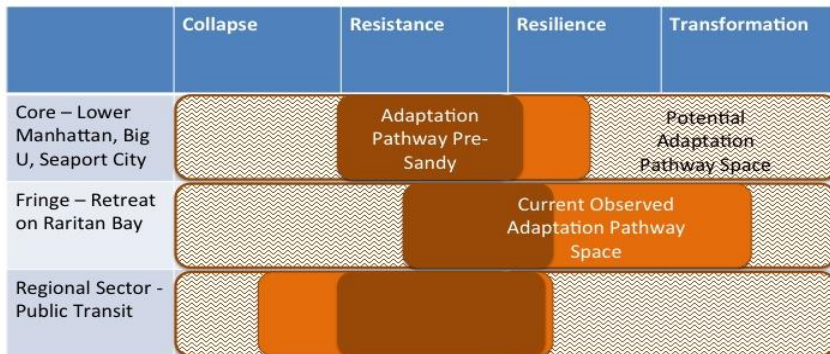 Collapse
Resistance
Resilience
Transformation
Core – Lower
Manhattan, Big
U, Seaport City
Adaptation
Pathway Pre-
Sandy
Potential
Adaptation
Pathway Space
Fringe – Retreat
on Raritan Bay
Current Observed
Adaptation Pathway
Space
Regional Sector -
Public Transit